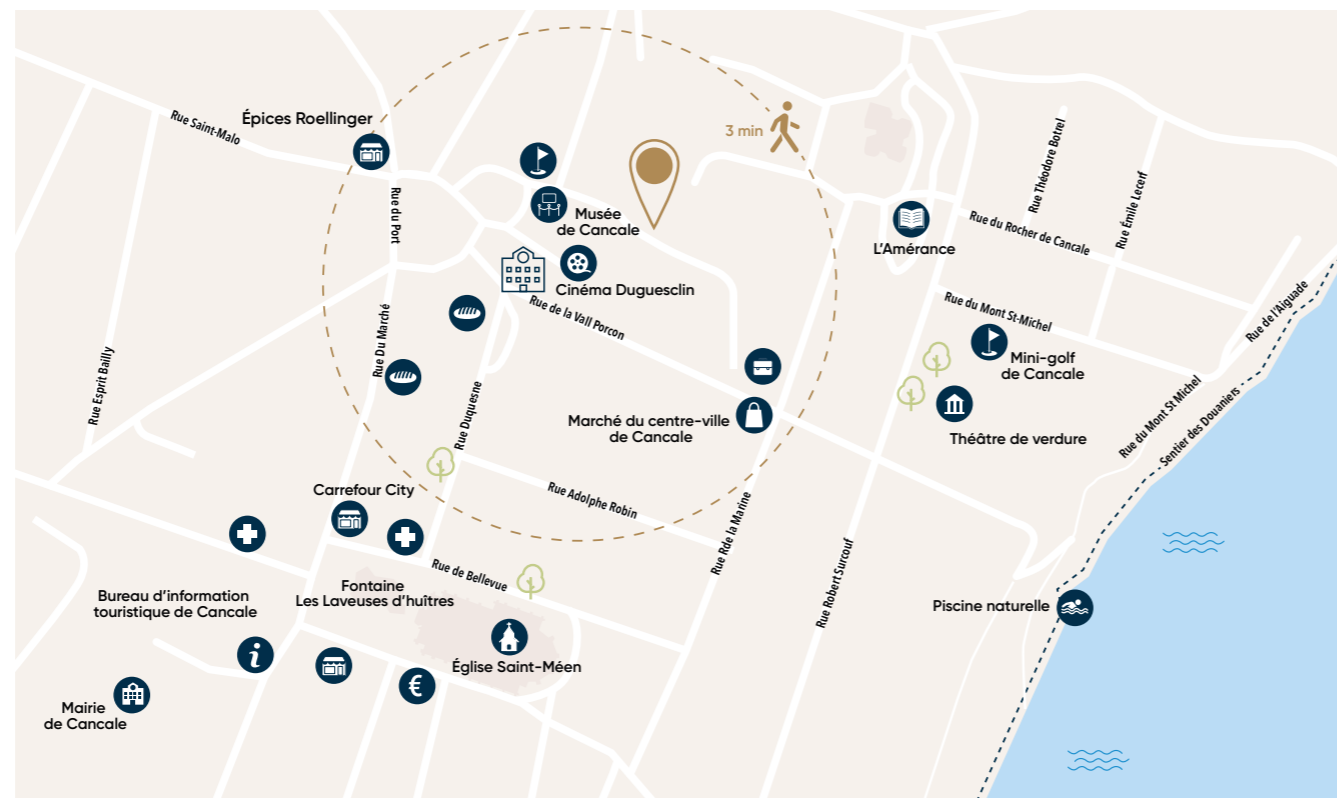 Rue Saint-Malo
Épices Roellinger
3 min
Rue du Port
Musée
de Cancale
Cinéma Duguesclin
Rue de la Vall Porcon
L'Amérance
Rue Théodore Botrel
Rue Émile Lecerf
Rue du Rocher de Cancale
Rue du Mont St-Michel
Rue de l'Aiguade
Mini-golf
de Cancale
Théâtre de verdure
Rue du Mont St-Michel
Sentier des Douaniers
Rue Esprit Bailly
Rue Du Marché
Rue Duquesne
Marché du centre-ville
de Cancale
Rue Adolphe Robin
Rue Rde la Marine
Rue Robert Surcouf
Carrefour City
Rue de Bellevue
Fontaine
Les Laveuses d'huîtres
Bureau d'information
touristique de Cancale
i
€
Église Saint-Méen
Mairie
de Cancale
Piscine naturelle